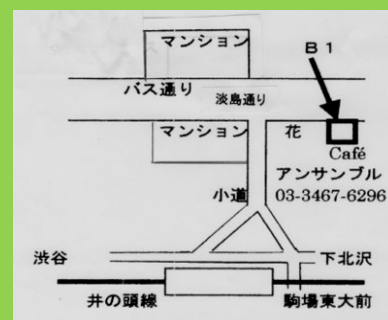 マンション
B1
バス通り
淡島通り
マンション
花
Café
アンサンブル
小道
03-3467-6296
渋谷
下北沢
井の頭線
駒場東大前